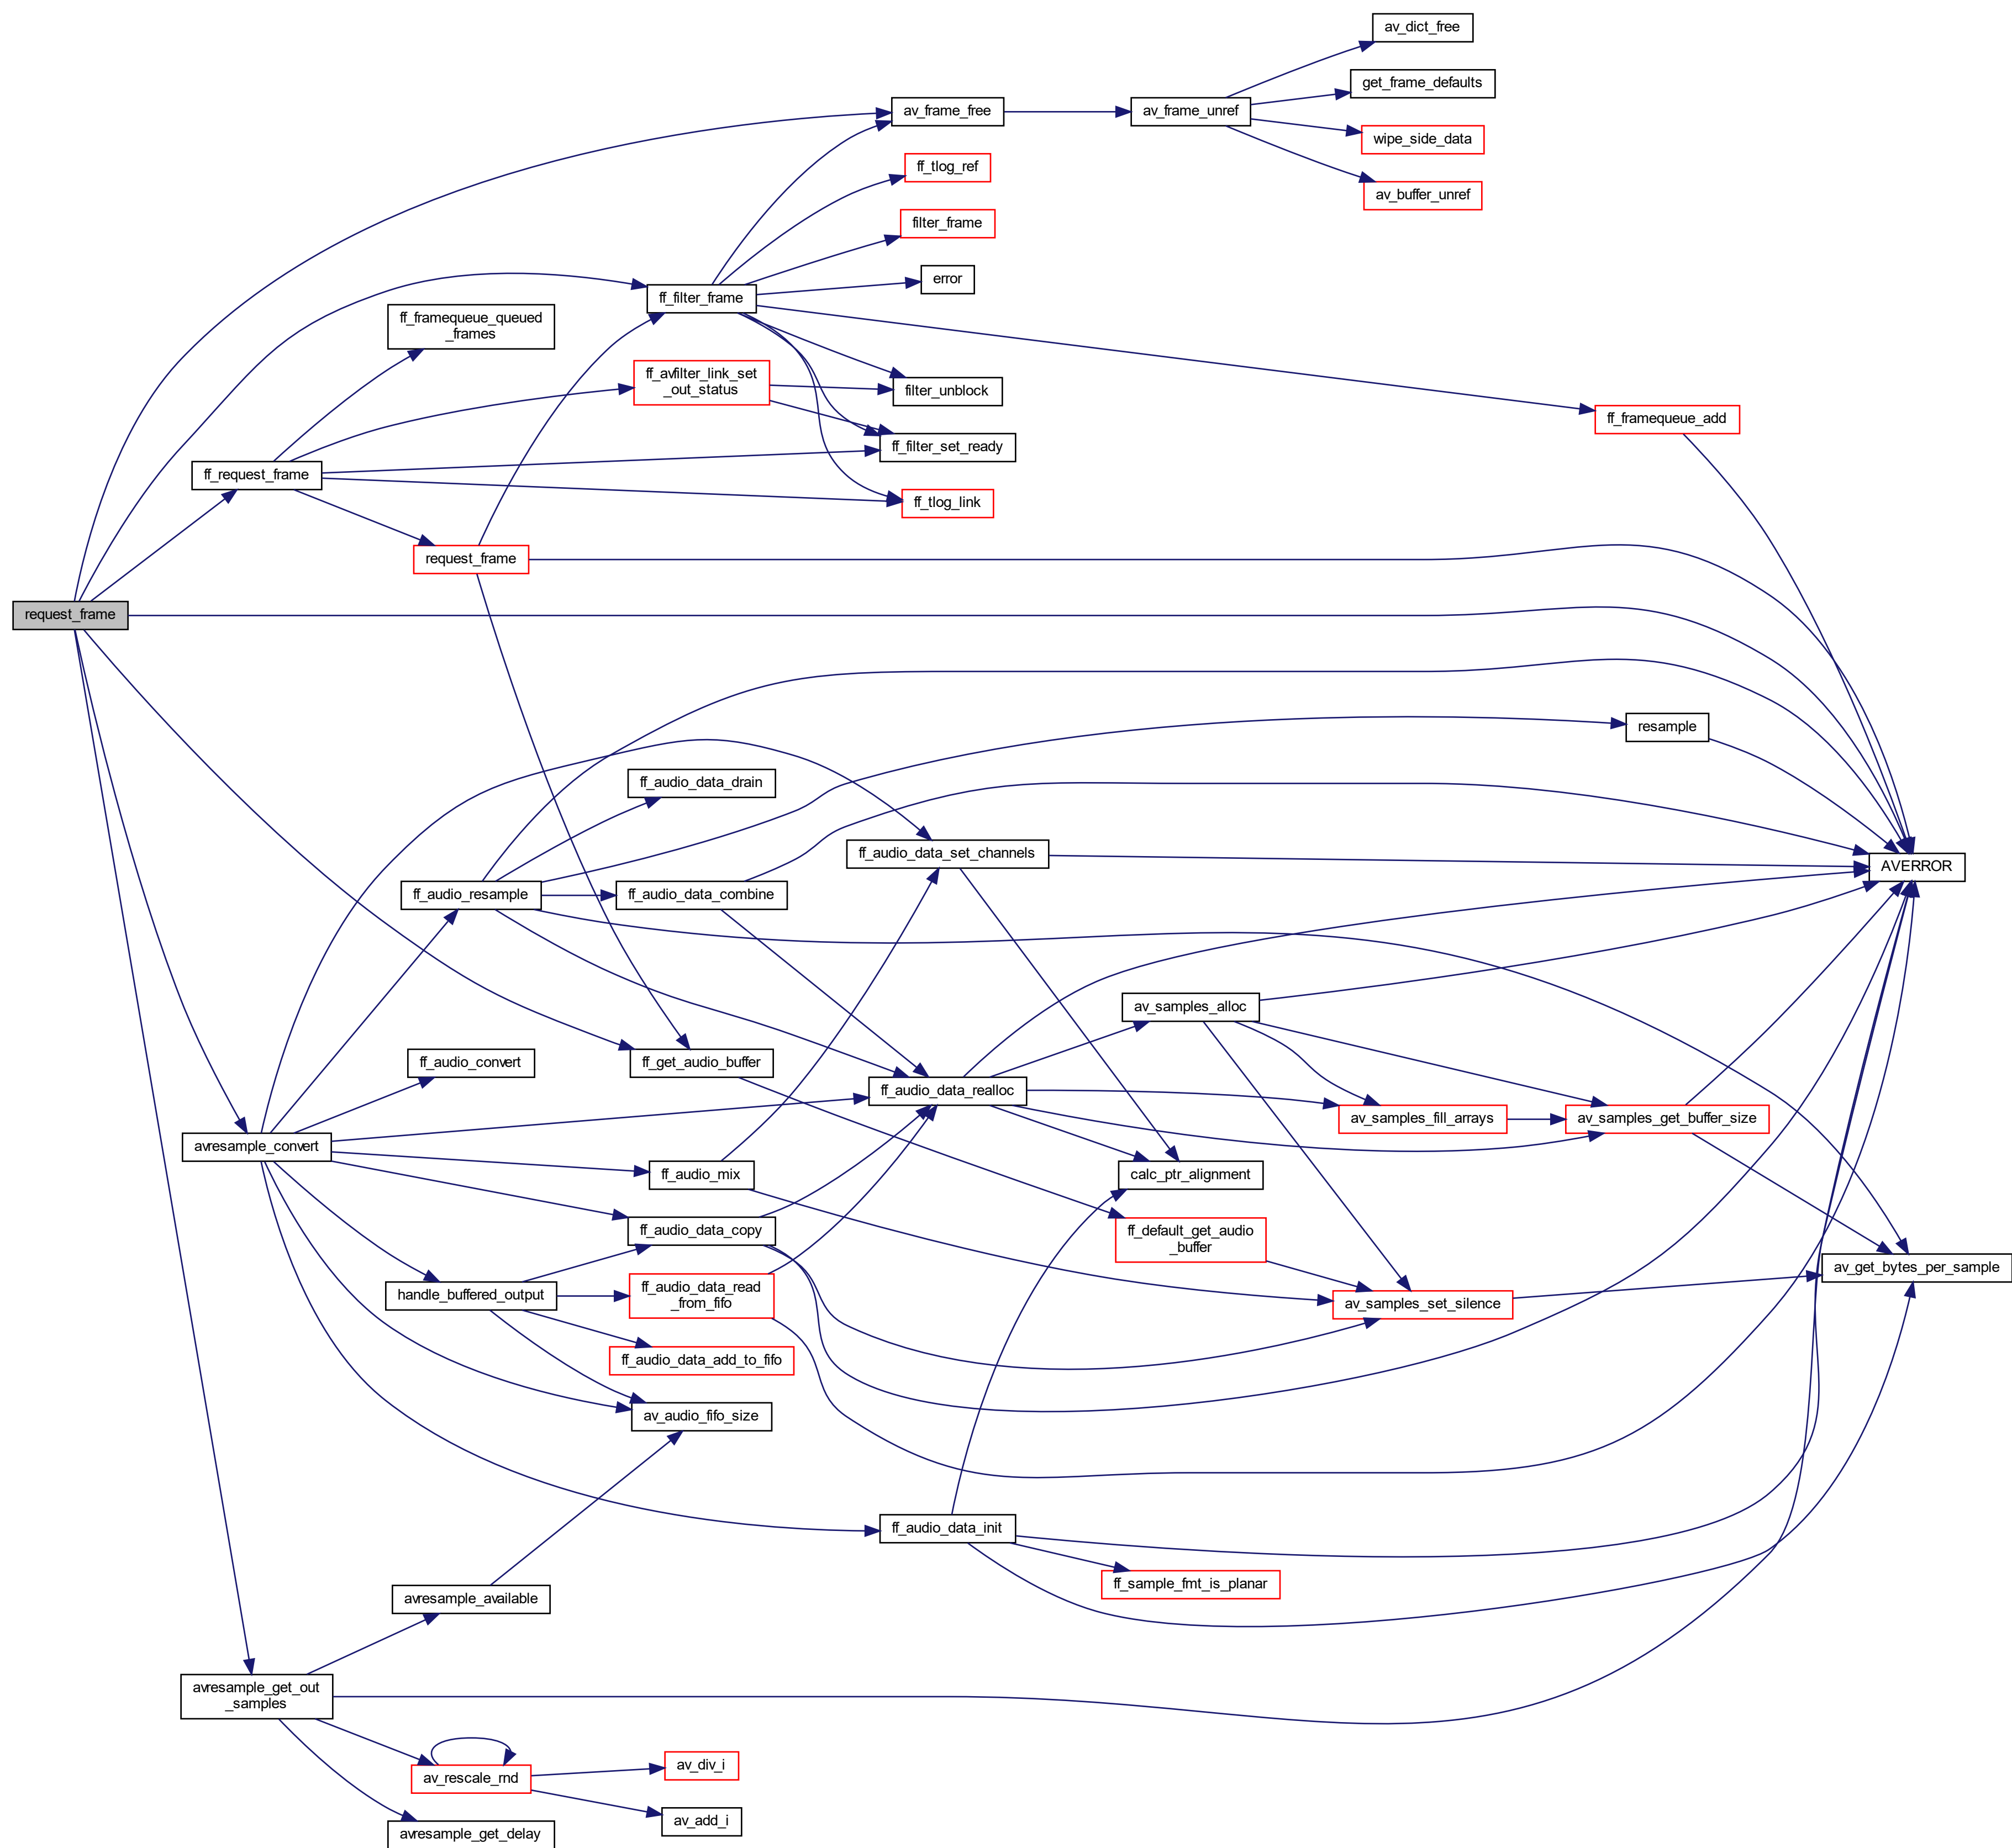 av_dict_free
get_frame_defaults
av_frame_free
av_frame_unref
wipe_side_data
ff_tlog_ref
av_buffer_unref
filter_frame
error
ff_filter_frame
ff_framequeue_queued
_frames
ff_avfilter_link_set
_out_status
filter_unblock
ff_framequeue_add
ff_filter_set_ready
ff_request_frame
ff_tlog_link
request_frame
request_frame
resample
ff_audio_data_drain
ff_audio_data_set_channels
AVERROR
ff_audio_resample
ff_audio_data_combine
av_samples_alloc
ff_audio_convert
ff_get_audio_buffer
ff_audio_data_realloc
av_samples_fill_arrays
av_samples_get_buffer_size
avresample_convert
ff_audio_mix
calc_ptr_alignment
ff_audio_data_copy
ff_default_get_audio
_buffer
av_get_bytes_per_sample
handle_buffered_output
ff_audio_data_read
_from_fifo
av_samples_set_silence
ff_audio_data_add_to_fifo
av_audio_fifo_size
ff_audio_data_init
ff_sample_fmt_is_planar
avresample_available
avresample_get_out
_samples
av_rescale_rnd
av_div_i
av_add_i
avresample_get_delay